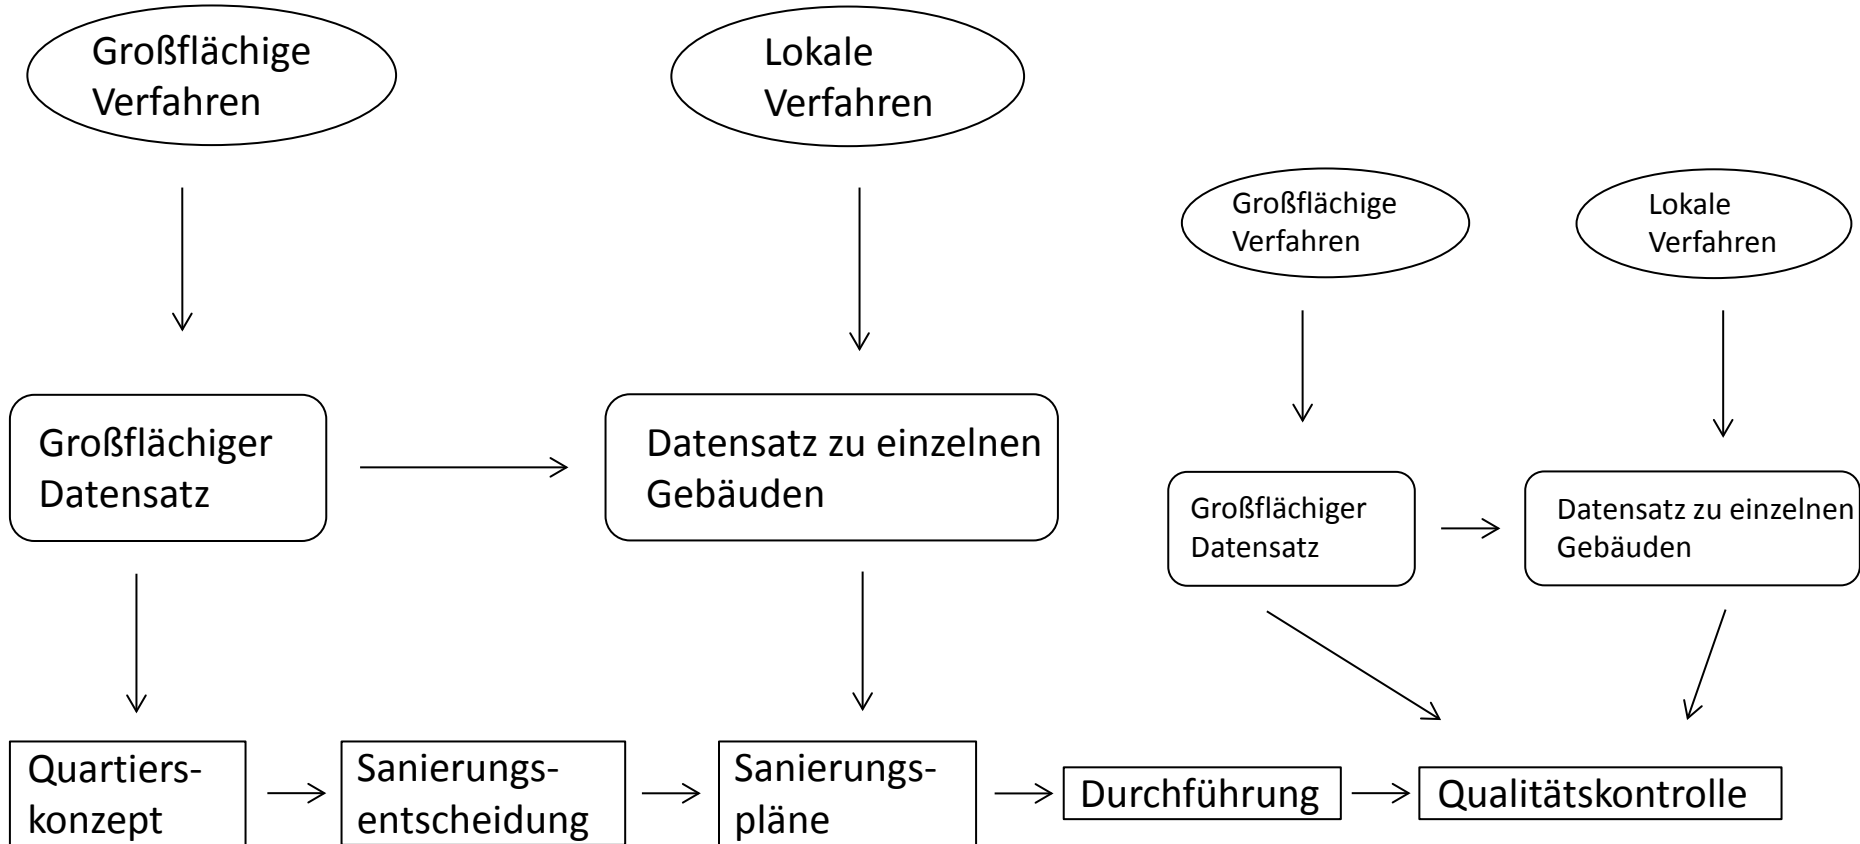 Großflächige
Verfahren
Lokale
Verfahren
Großflächige
Verfahren
Lokale
Verfahren
Großflächiger
Datensatz
Datensatz zu einzelnen
Gebäuden
Großflächiger
Datensatz
Datensatz zu einzelnen
Gebäuden
Quartiers-
konzept
Sanierungs-
entscheidung
Sanierungs-
pläne
Durchführung
Qualitätskontrolle